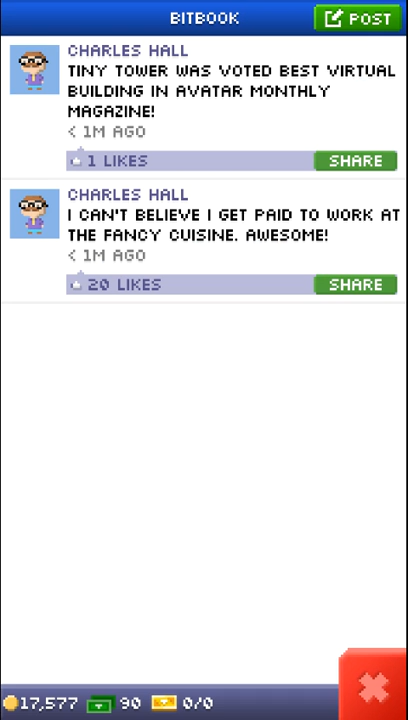 BITBOOK
POST
CHARLES HALL
TINY TOWER WAS VOTED BEST VIRTUAL
BUILDING IN AVATAR MONTHLY
MAGAZINE!
< 1M AGO
1 LIKES
SHARE
CHARLES HALL
I CAN'T BELIEVE I GET PAID TO WORK AT
THE FANCY CUISINE. AWESOME!
< 1M AGO
20 LIKES
SHARE
17,577 90 0/0